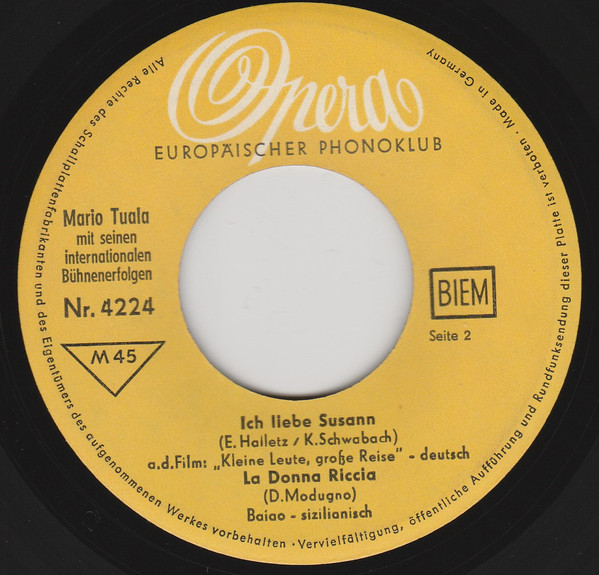 Opera
EUROPÄISCHER PHONOKLUB
Mario Tuala
mit seinen
internationalen
Bühnenerfolgen
Nr. 4224
M 45
BIEM
Seite 2
Ich liebe Susann
(E. Halletz / K. Schwabach)
a.d.Film: „Kleine Leute, große Reise" - deutsch
La Donna Riccia
(D. Modugno)
Baiao - sizilianisch
Alle Rechte des Schallplattenfabrikanten und des Eigentümers des aufgenommenen Werkes vorbehalten · Vervielfältigung, öffentliche Aufführung und Rundfunksendung dieser Platte ist verboten · Made in Germany